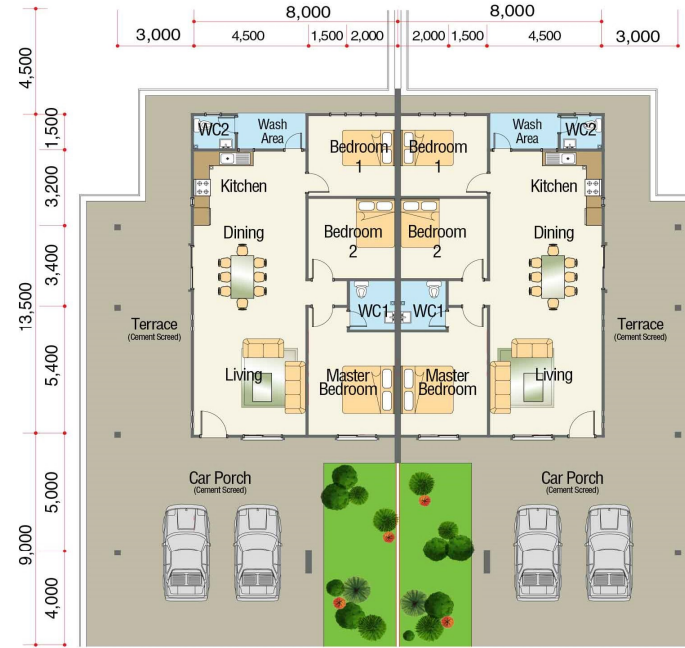 8,000
8,000
3,000
4,500
1,500
2,000
2,000
1,500
4,500
3,000
4,500
1,500
3,200
3,400
13,500
5,400
5,000
9,000
4,000
WC2
Wash
Area
Bedroom
1
Bedroom
1
Wash
Area
WC2
Kitchen
Kitchen
Dining
Bedroom
2
Bedroom
2
Dining
WC1
WC1
Terrace
(Cement Screed)
Terrace
(Cement Screed)
Living
Master
Bedroom
Master
Bedroom
Living
Car Porch
(Cement Screed)
Car Porch
(Cement Screed)